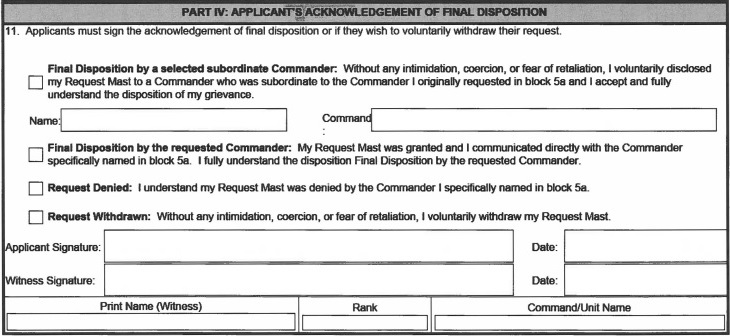 PART IV: APPLICANT'S ACKNOWLEDGEMENT OF FINAL DISPOSITION
11. Applicants must sign the acknowledgement of final disposition or if they wish to voluntarily withdraw their request.
Final Disposition by a selected subordinate Commander: Without any intimidation, coercion, or fear of retaliation, I voluntarily disclosed
my Request Mast to a Commander who was subordinate to the Commander I originally requested in block 5a and I accept and fully
understand the disposition of my grievance.
Name: Command
:
Final Disposition by the requested Commander: My Request Mast was granted and I communicated directly with the Commander
specifically named in block 5a. I fully understand the disposition Final Disposition by the requested Commander.
Request Denied: I understand my Request Mast was denied by the Commander I specifically named in block 5a.
Request Withdrawn: Without any intimidation, coercion, or fear of retaliation, I voluntarily withdraw my Request Mast.
Applicant Signature: Date:
Witness Signature: Date:
Print Name (Witness) Rank Command/Unit Name